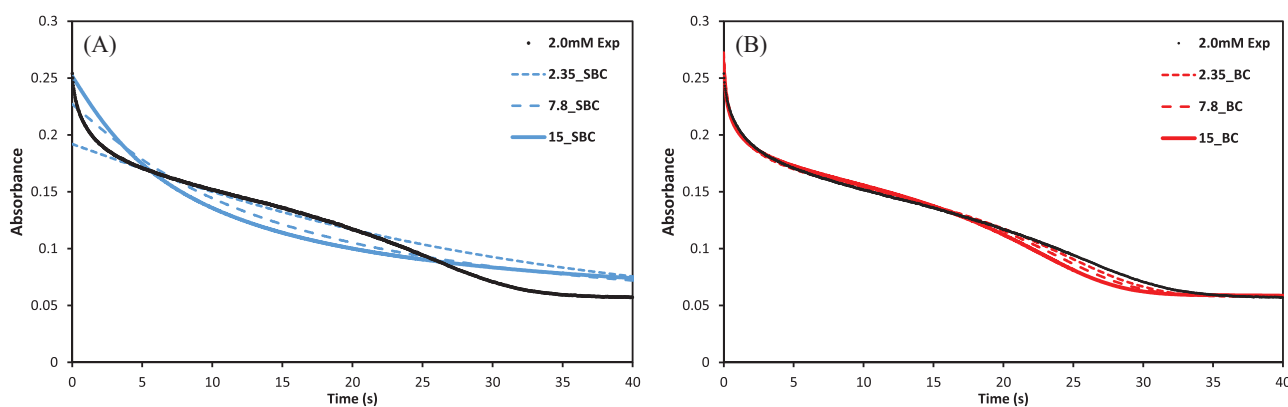 (A)
2.0mM Exp
2.35_SBC
7.8_SBC
15_SBC
0.3
0.25
0.2
0.15
0.1
0.05
0
Absorbance
0 5 10 15 20 25 30 35 40
Time (s)
(B)
2.0mM Exp
2.35_BC
7.8_BC
15_BC
0.3
0.25
0.2
0.15
0.1
0.05
0
Absorbance
0 5 10 15 20 25 30 35 40
Time (s)